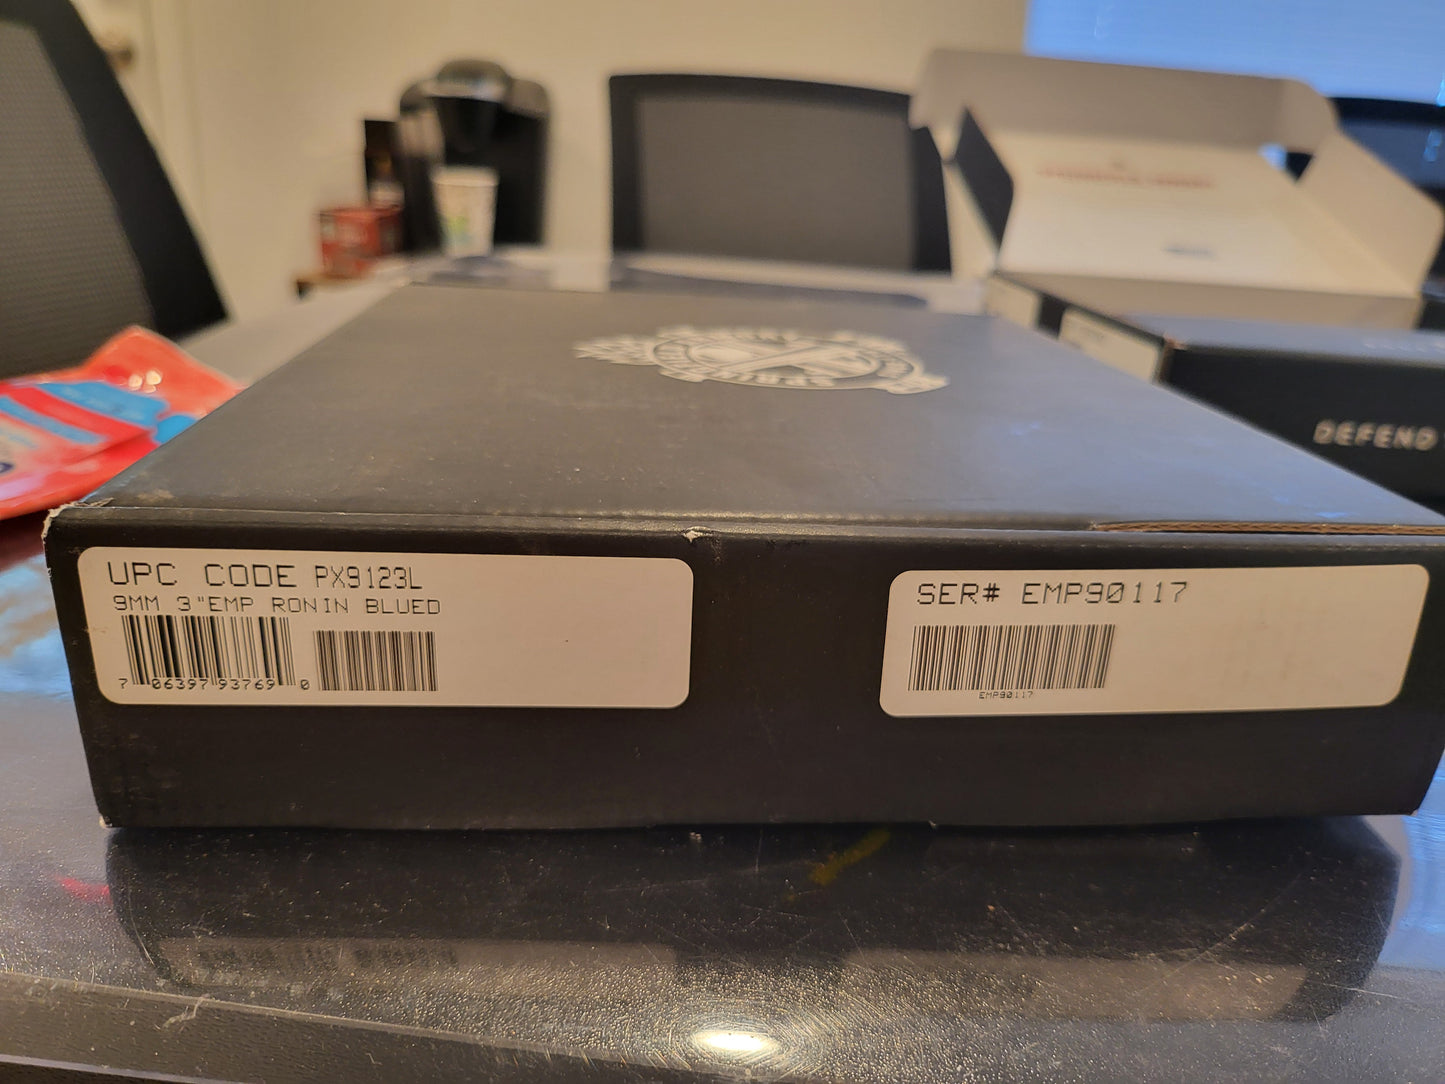 DEFEND
UPC CODE PX9123L
9MM 3"EMP RONIN BLUED
7 06397 93769 0
SER# EMP90117
EMP90117